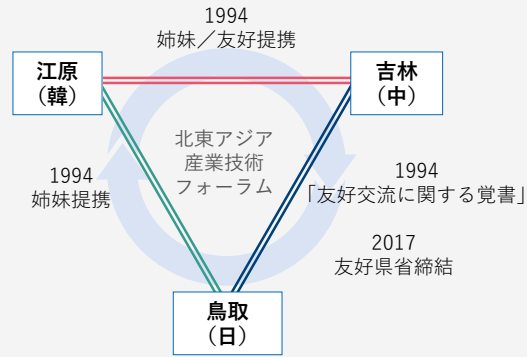 1994
姉妹／友好提携
江原
（韓）
吉林
（中）
北東アジア
産業技術
フォーラム
1994
姉妹提携
1994
「友好交流に関する覚書」
2017
友好県省締結
鳥取
（日）